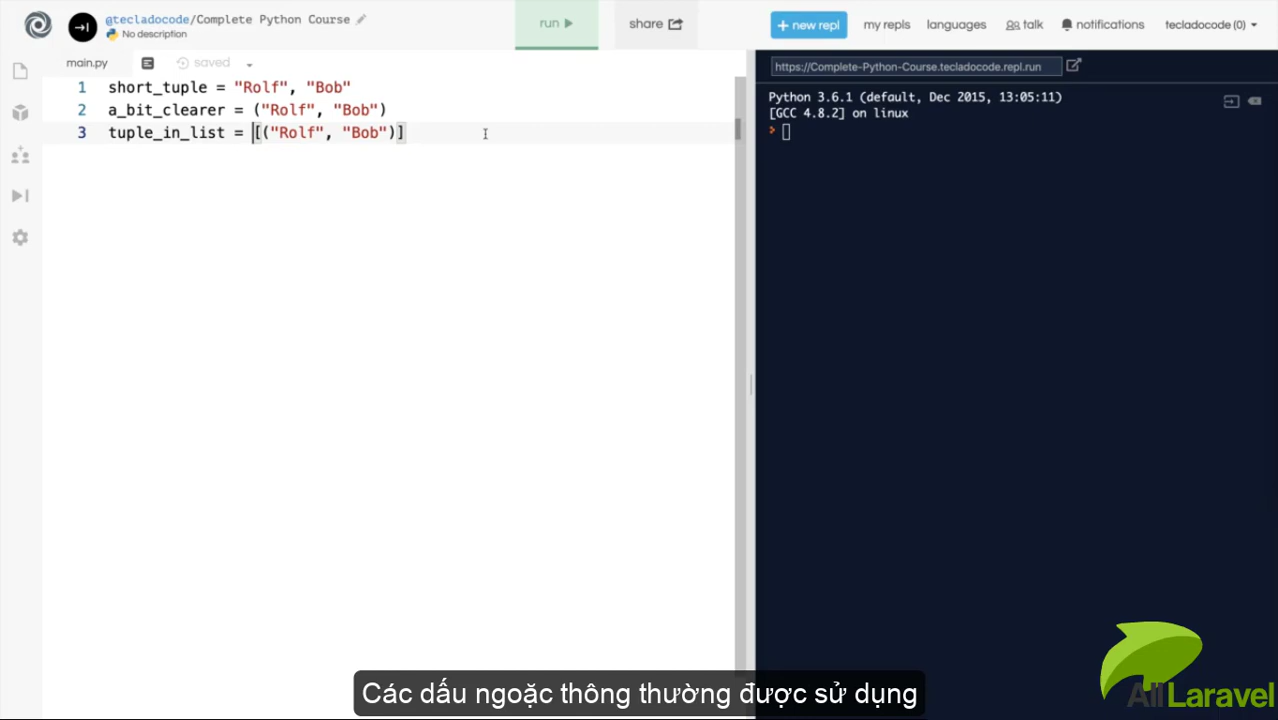 @tecladocode/Complete Python Course
No description
run
share
+ new repl
my repls
languages
talk
notifications
tecladocode (0)
main.py
saved
https://Complete-Python-Course.tecladocode.repl.run
1 short_tuple = "Rolf", "Bob"
2 a_bit_clearer = ("Rolf", "Bob")
3 tuple_in_list = [("Rolf", "Bob")]
Python 3.6.1 (default, Dec 2015, 13:05:11)
[GCC 4.8.2] on linux
Các dấu ngoặc thông thường được sử dụng
AllLaravel